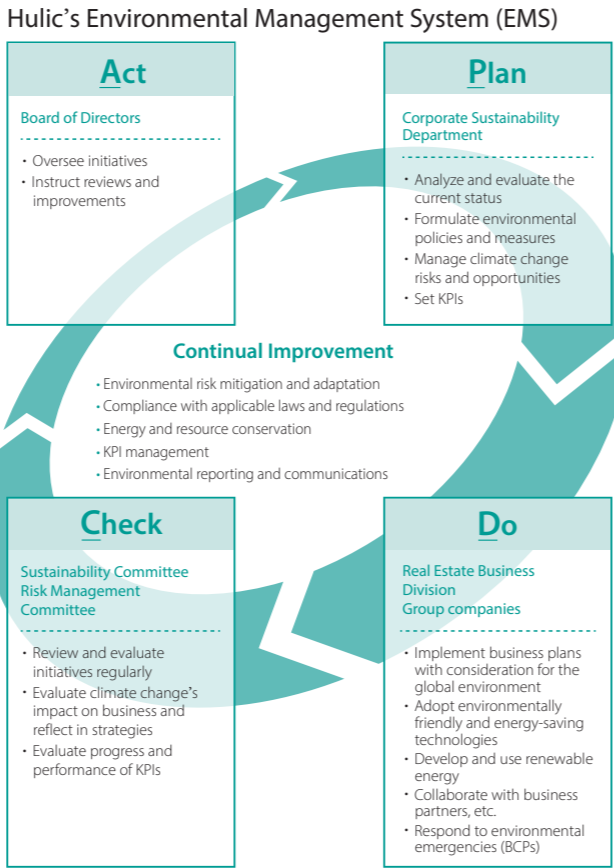 Hulic's Environmental Management System (EMS)
Act
Board of Directors
・ Oversee initiatives
・ Instruct reviews and
improvements
Plan
Corporate Sustainability
Department
・ Analyze and evaluate the
current status
・ Formulate environmental
policies and measures
・ Manage climate change
risks and opportunities
・ Set KPIs
Continual Improvement
・Environmental risk mitigation and adaptation
・Compliance with applicable laws and regulations
・Energy and resource conservation
・KPI management
・Environmental reporting and communications
Check
Sustainability Committee
Risk Management
Committee
・ Review and evaluate
initiatives regularly
・ Evaluate climate change's
impact on business and
reflect in strategies
・ Evaluate progress and
performance of KPIs
Do
Real Estate Business
Division
Group companies
・ Implement business plans
with consideration for the
global environment
・ Adopt environmentally
friendly and energy-saving
technologies
・ Develop and use renewable
energy
・ Collaborate with business
partners, etc.
・ Respond to environmental
emergencies (BCPs)